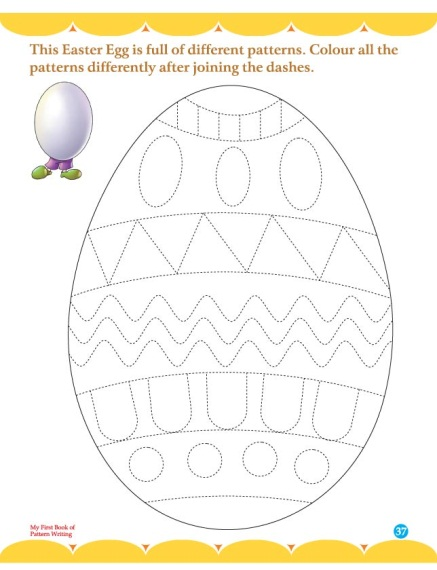 This Easter Egg is full of different patterns. Colour all the
patterns differently after joining the dashes.
My First Book of
Pattern Writing
37